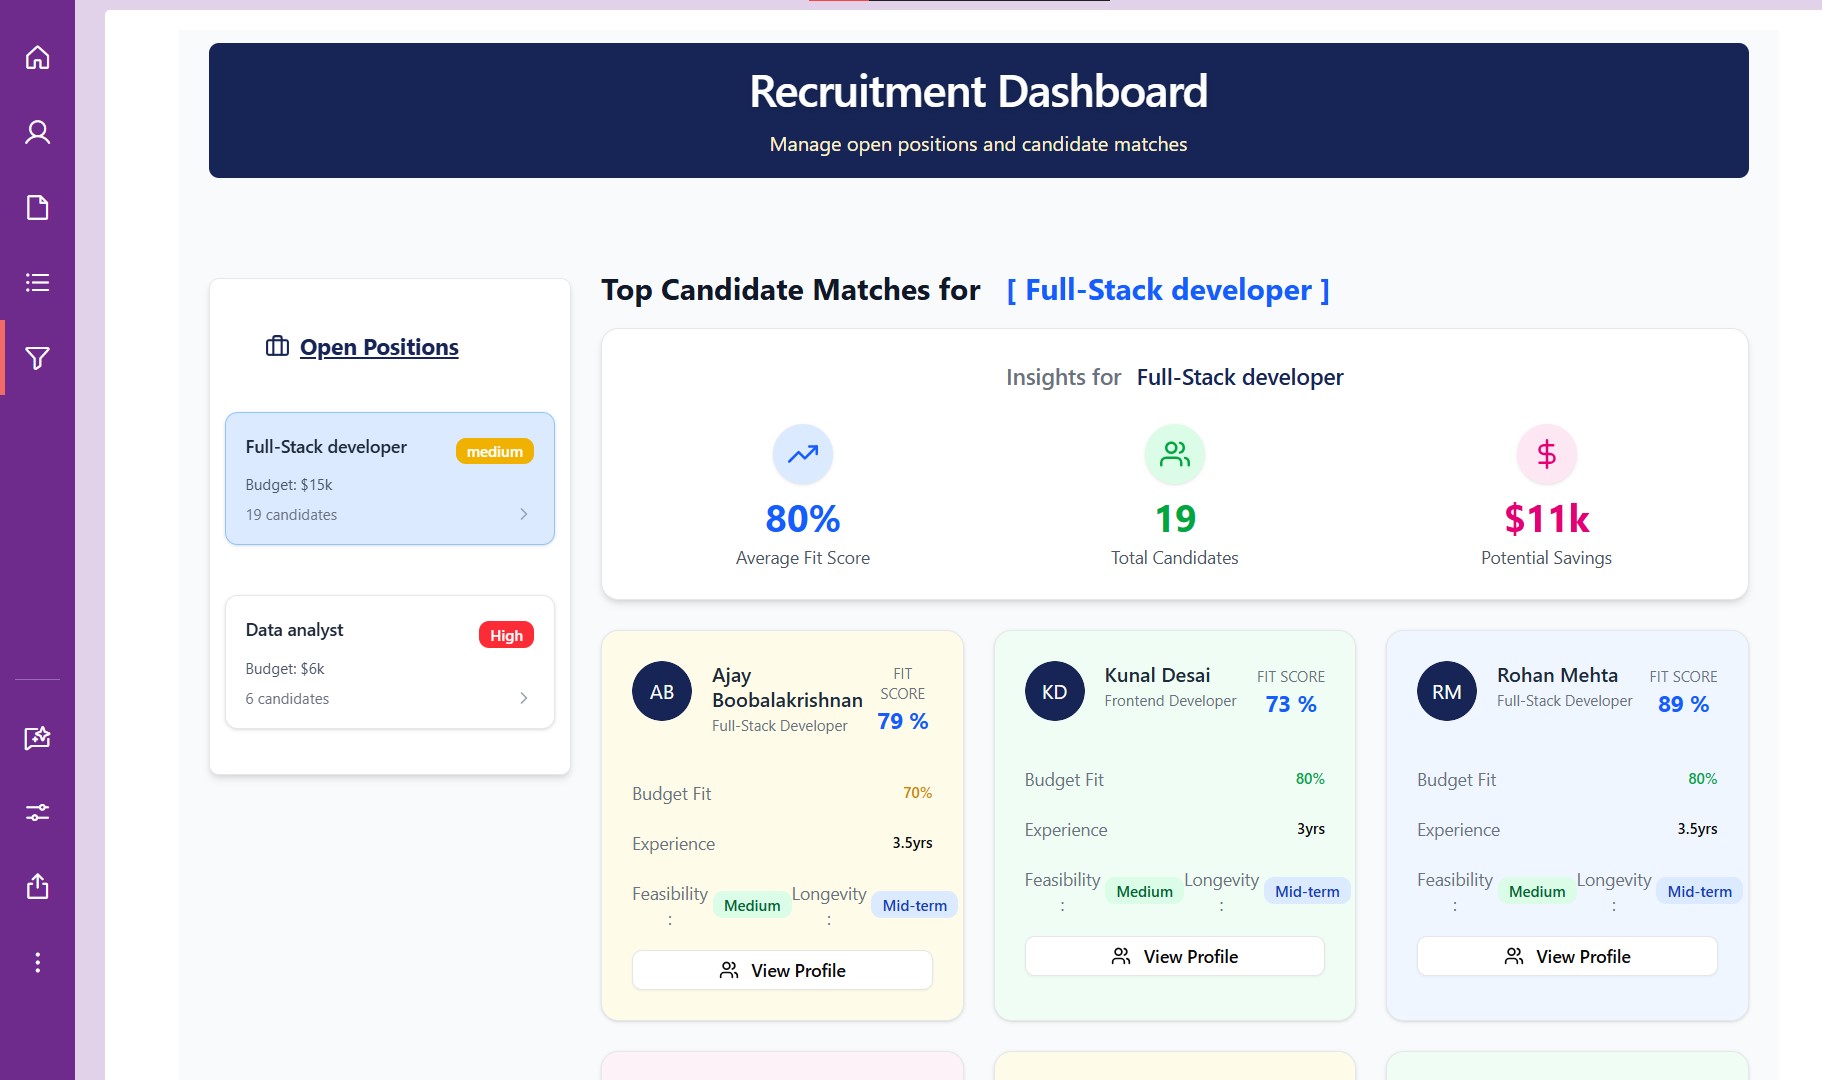 Recruitment Dashboard
Manage open positions and candidate matches
Open Positions
Full-Stack developer
medium
Budget: $15k
19 candidates
Data analyst
High
Budget: $6k
6 candidates
Top Candidate Matches for [ Full-Stack developer ]
Insights for Full-Stack developer
80%
Average Fit Score
19
Total Candidates
$11k
Potential Savings
AB
Ajay
Boobalakrishnan
Full-Stack Developer
FIT
SCORE
79 %
Budget Fit 70%
Experience 3.5yrs
Feasibility : Medium Longevity : Mid-term
View Profile
KD
Kunal Desai
Frontend Developer
FIT SCORE
73 %
Budget Fit 80%
Experience 3yrs
Feasibility : Medium Longevity : Mid-term
View Profile
RM
Rohan Mehta
Full-Stack Developer
FIT SCORE
89 %
Budget Fit 80%
Experience 3.5yrs
Feasibility : Medium Longevity : Mid-term
View Profile